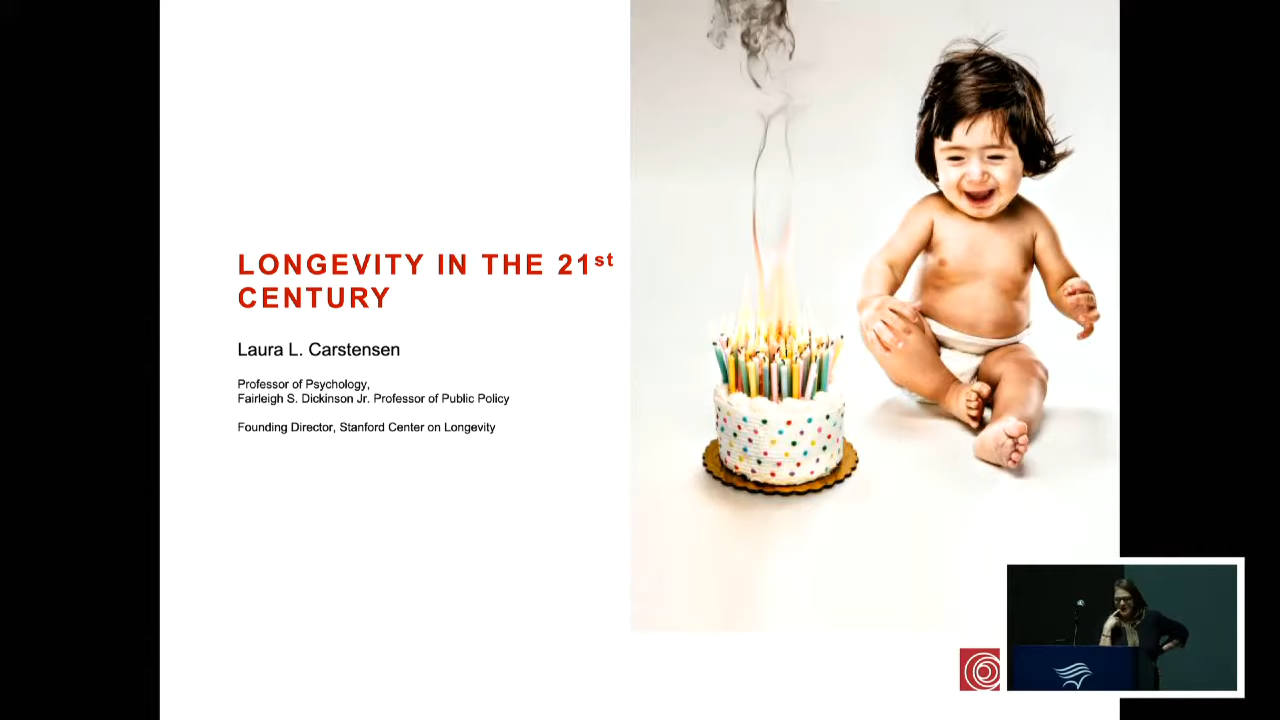 LONGEVITY IN THE 21st
CENTURY
Laura L. Carstensen
Professor of Psychology,
Fairleigh S. Dickinson Jr. Professor of Public Policy
Founding Director, Stanford Center on Longevity